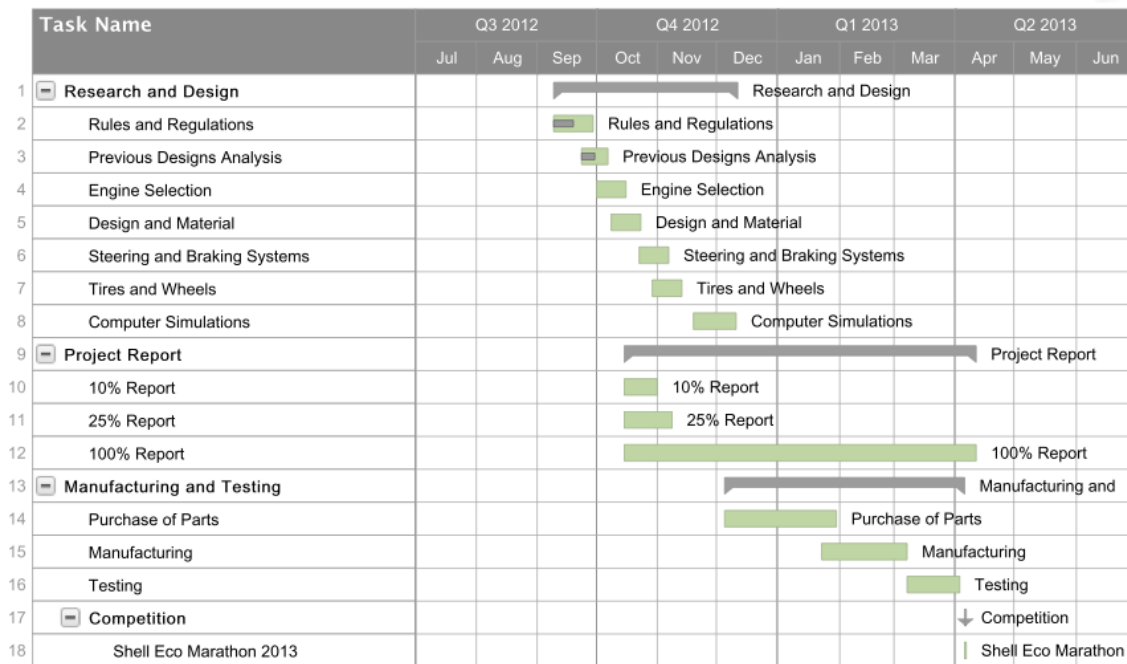 Task Name Q3 2012 Q4 2012 Q1 2013 Q2 2013
Jul Aug Sep Oct Nov Dec Jan Feb Mar Apr May Jun
1 Research and Design Research and Design
2 Rules and Regulations Rules and Regulations
3 Previous Designs Analysis Previous Designs Analysis
4 Engine Selection Engine Selection
5 Design and Material Design and Material
6 Steering and Braking Systems Steering and Braking Systems
7 Tires and Wheels Tires and Wheels
8 Computer Simulations Computer Simulations
9 Project Report Project Report
10 10% Report 10% Report
11 25% Report 25% Report
12 100% Report 100% Report
13 Manufacturing and Testing Manufacturing and
14 Purchase of Parts Purchase of Parts
15 Manufacturing Manufacturing
16 Testing Testing
17 Competition Competition
18 Shell Eco Marathon 2013 Shell Eco Marathon